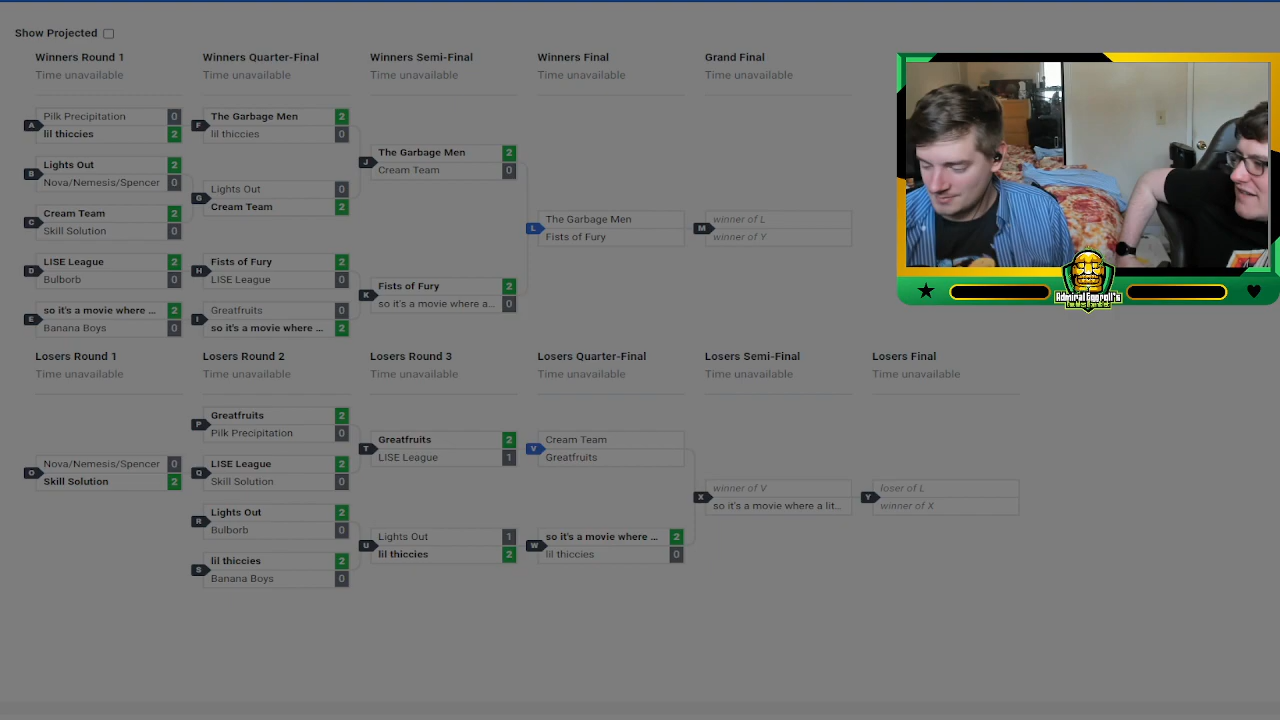 Show Projected
Winners Round 1
Time unavailable
Winners Quarter-Final
Time unavailable
Winners Semi-Final
Time unavailable
Winners Final
Time unavailable
Grand Final
Time unavailable
A
Pilk Precipitation 0
lil thiccies 2
B
Lights Out 2
Nova/Nemesis/Spencer 0
C
Cream Team 2
Skill Solution 0
D
LISE League 2
Bulborb 0
E
so it's a movie where ... 2
Banana Boys 0
F
The Garbage Men 2
lil thiccies 0
G
Lights Out 0
Cream Team 2
H
Fists of Fury 2
LISE League 0
I
Greatfruits 0
so it's a movie where ... 2
J
The Garbage Men 2
Cream Team 0
K
Fists of Fury 2
so it's a movie where a... 0
L
The Garbage Men
Fists of Fury
M
winner of L
winner of Y
Losers Round 1
Time unavailable
Losers Round 2
Time unavailable
Losers Round 3
Time unavailable
Losers Quarter-Final
Time unavailable
Losers Semi-Final
Time unavailable
Losers Final
Time unavailable
O
Nova/Nemesis/Spencer 0
Skill Solution 2
P
Greatfruits 2
Pilk Precipitation 0
Q
LISE League 2
Skill Solution 0
R
Lights Out 2
Bulborb 0
S
lil thiccies 2
Banana Boys 0
T
Greatfruits 2
LISE League 1
U
Lights Out 1
lil thiccies 2
V
Cream Team
Greatfruits
W
so it's a movie where ... 2
lil thiccies 0
X
winner of V
so it's a movie where a lit...
Y
loser of L
winner of X
Admiral Eggroll's